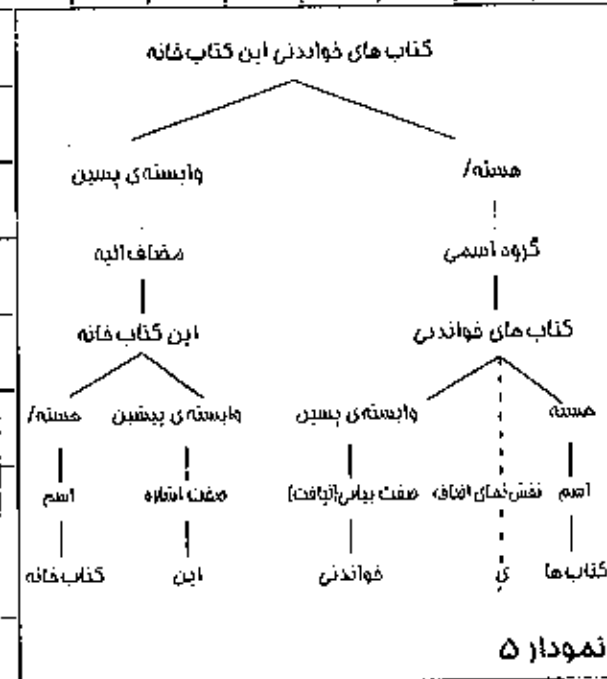 کتاب های خواندنی این کتاب خانه
هسته/ وابسته‌ی پسین
گروه اسمی مضاف الیه
کتاب های خواندنی این کتاب خانه
هسته وابسته‌ی پسین وابسته‌ی پیشین هسته/
اسم نقش نمای اضافه صفت بیانی(لیاقت) صفت اشاره اسم
کتاب ها ی خواندنی این کتاب خانه
نمودار ۵